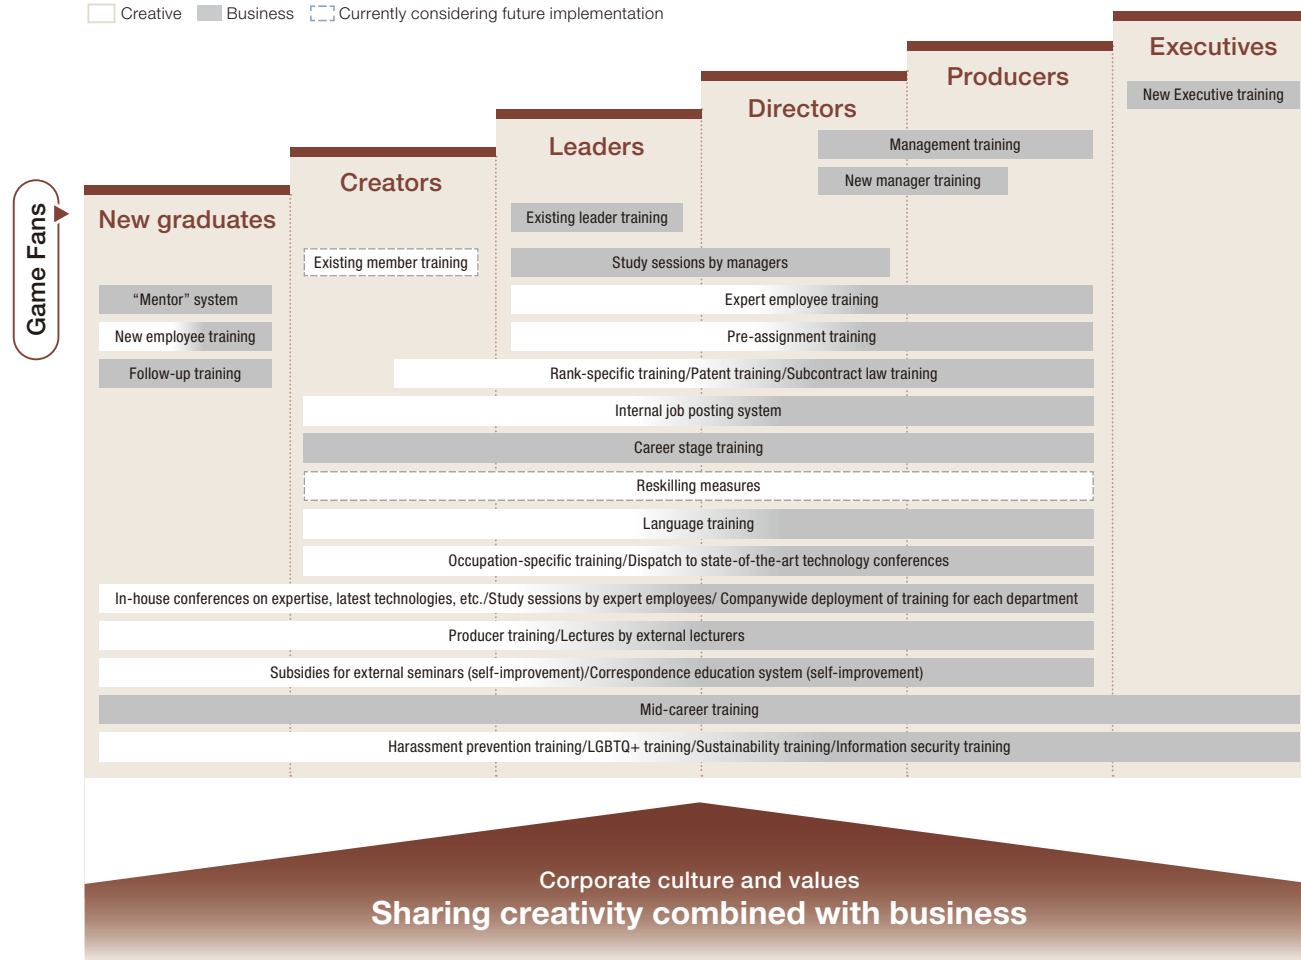 Creative
Business
Currently considering future implementation
Executives
New Executive training
Producers
Directors
Management training
New manager training
Leaders
Existing leader training
Creators
New graduates
Game Fans
Existing member training
Study sessions by managers
“Mentor” system
Expert employee training
New employee training
Pre-assignment training
Follow-up training
Rank-specific training/Patent training/Subcontract law training
Internal job posting system
Career stage training
Reskilling measures
Language training
Occupation-specific training/Dispatch to state-of-the-art technology conferences
In-house conferences on expertise, latest technologies, etc./Study sessions by expert employees/ Companywide deployment of training for each department
Producer training/Lectures by external lecturers
Subsidies for external seminars (self-improvement)/Correspondence education system (self-improvement)
Mid-career training
Harassment prevention training/LGBTQ+ training/Sustainability training/Information security training
Corporate culture and values
Sharing creativity combined with business